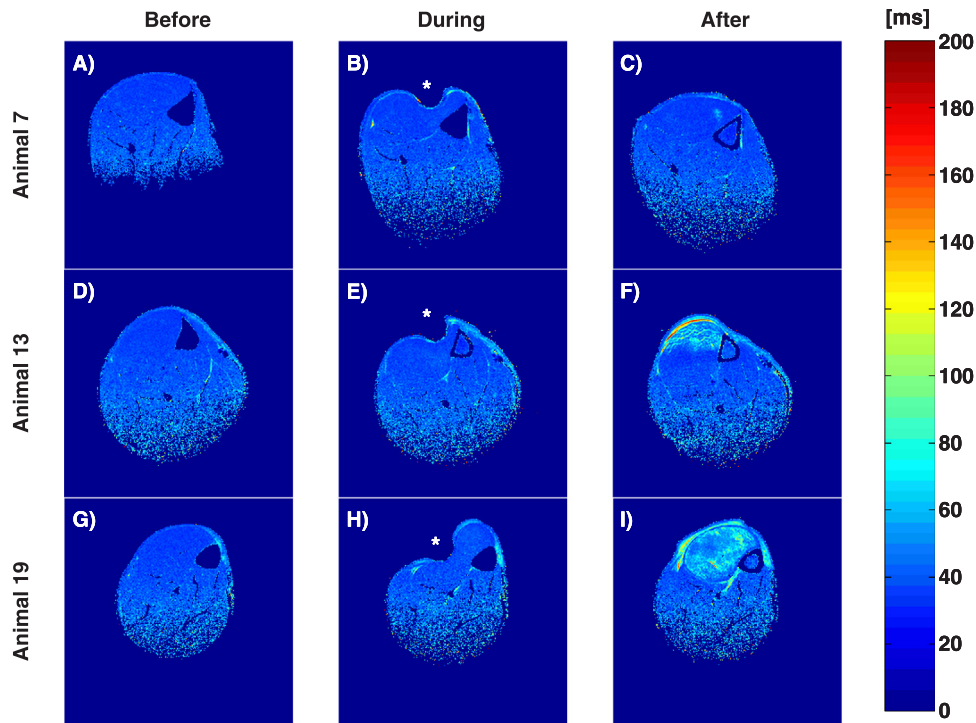 Before During After [ms]
Animal 7
A) B) * C)
Animal 13
D) E) * F)
Animal 19
G) H) * I)
200
180
160
140
120
100
80
60
40
20
0